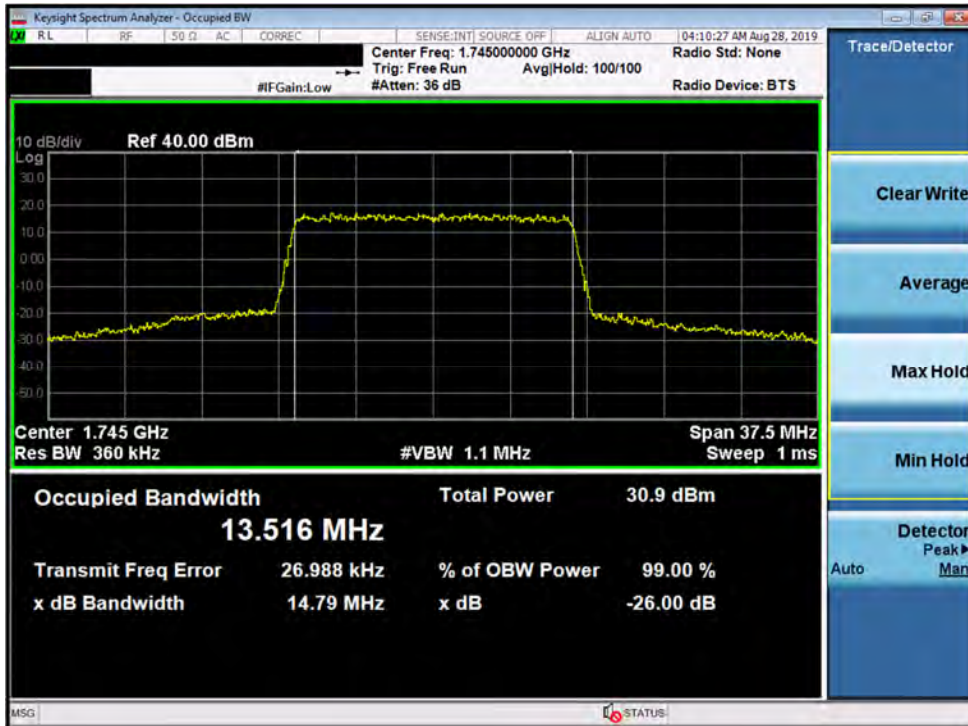 Keysight Spectrum Analyzer - Occupied BW
LXI RL RF 50 Ω AC CORREC SENSE:INT SOURCE OFF ALIGN AUTO 04:10:27 AM Aug 28, 2019
Center Freq: 1.745000000 GHz Radio Std: None
Trig: Free Run Avg|Hold: 100/100
#IFGain:Low #Atten: 36 dB Radio Device: BTS
Trace/Detector
10 dB/div Ref 40.00 dBm
Log
30.0
20.0
10.0
0.00
-10.0
-20.0
-30.0
-40.0
-50.0
Center 1.745 GHz Span 37.5 MHz
Res BW 360 kHz #VBW 1.1 MHz Sweep 1 ms
Clear Write
Average
Max Hold
Min Hold
Detector
Peak▶
Auto Man
Occupied Bandwidth Total Power 30.9 dBm
13.516 MHz
Transmit Freq Error 26.988 kHz % of OBW Power 99.00 %
x dB Bandwidth 14.79 MHz x dB -26.00 dB
MSG STATUS